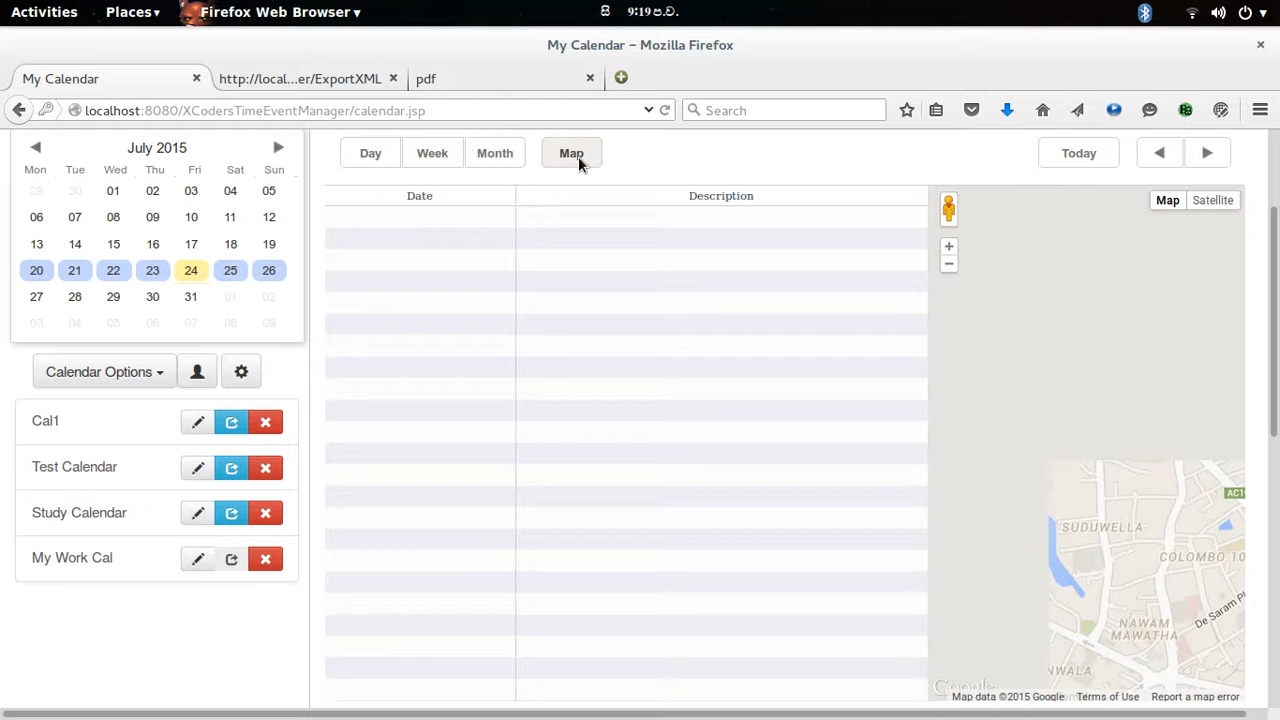 Activities Places Firefox Web Browser සි 9:19 ප.ව.
My Calendar – Mozilla Firefox
My Calendar http://local...er/ExportXML pdf
localhost:8080/XCodersTimeEventManager/calendar.jsp Search
July 2015 Day Week Month Map Today
Mon Tue Wed Thu Fri Sat Sun
29 30 01 02 03 04 05
06 07 08 09 10 11 12
13 14 15 16 17 18 19
20 21 22 23 24 25 26
27 28 29 30 31 01 02
03 04 05 06 07 08 09
Calendar Options
Cal1
Test Calendar
Study Calendar
My Work Cal
Date Description
Map Satellite
+
−
SUDUWELLA
COLOMBO 10
De Saram Pl
NAWAM
MAWATHA
NWALA
Google
Map data ©2015 Google Terms of Use Report a map error